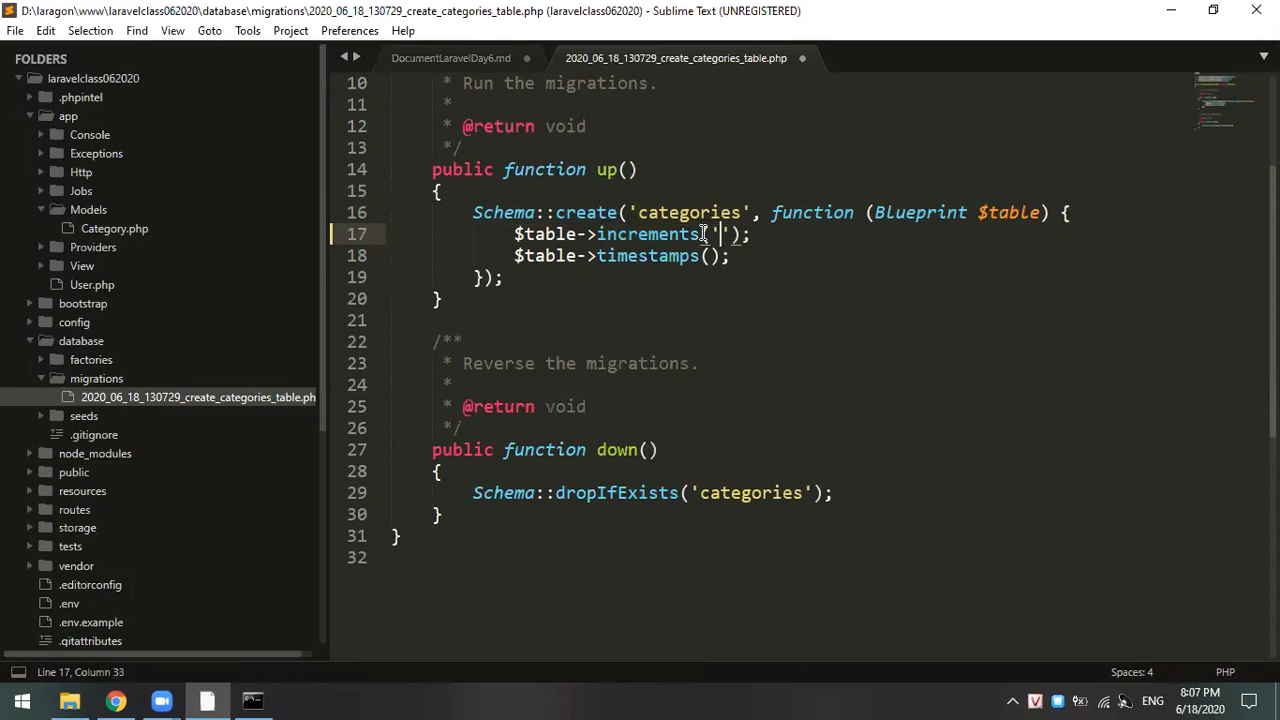 D:\laragon\www\laravelclass062020\database\migrations\2020_06_18_130729_create_categories_table.php (laravelclass062020) - Sublime Text (UNREGISTERED)
File Edit Selection Find View Goto Tools Project Preferences Help
FOLDERS
laravelclass062020
.phpintel
app
Console
Exceptions
Http
Jobs
Models
Category.php
Providers
View
User.php
bootstrap
config
database
factories
migrations
2020_06_18_130729_create_categories_table.ph
seeds
.gitignore
node_modules
public
resources
routes
storage
tests
vendor
.editorconfig
.env
.env.example
.gitattributes
DocumentLaravelDay6.md
2020_06_18_130729_create_categories_table.php
10 * Run the migrations.
11 *
12 * @return void
13 */
14 public function up()
15 {
16 Schema::create('categories', function (Blueprint $table) {
17 $table->increments('');
18 $table->timestamps();
19 });
20 }
21
22 /**
23 * Reverse the migrations.
24 *
25 * @return void
26 */
27 public function down()
28 {
29 Schema::dropIfExists('categories');
30 }
31 }
32
Line 17, Column 33
Spaces: 4
PHP
ENG
8:07 PM
6/18/2020